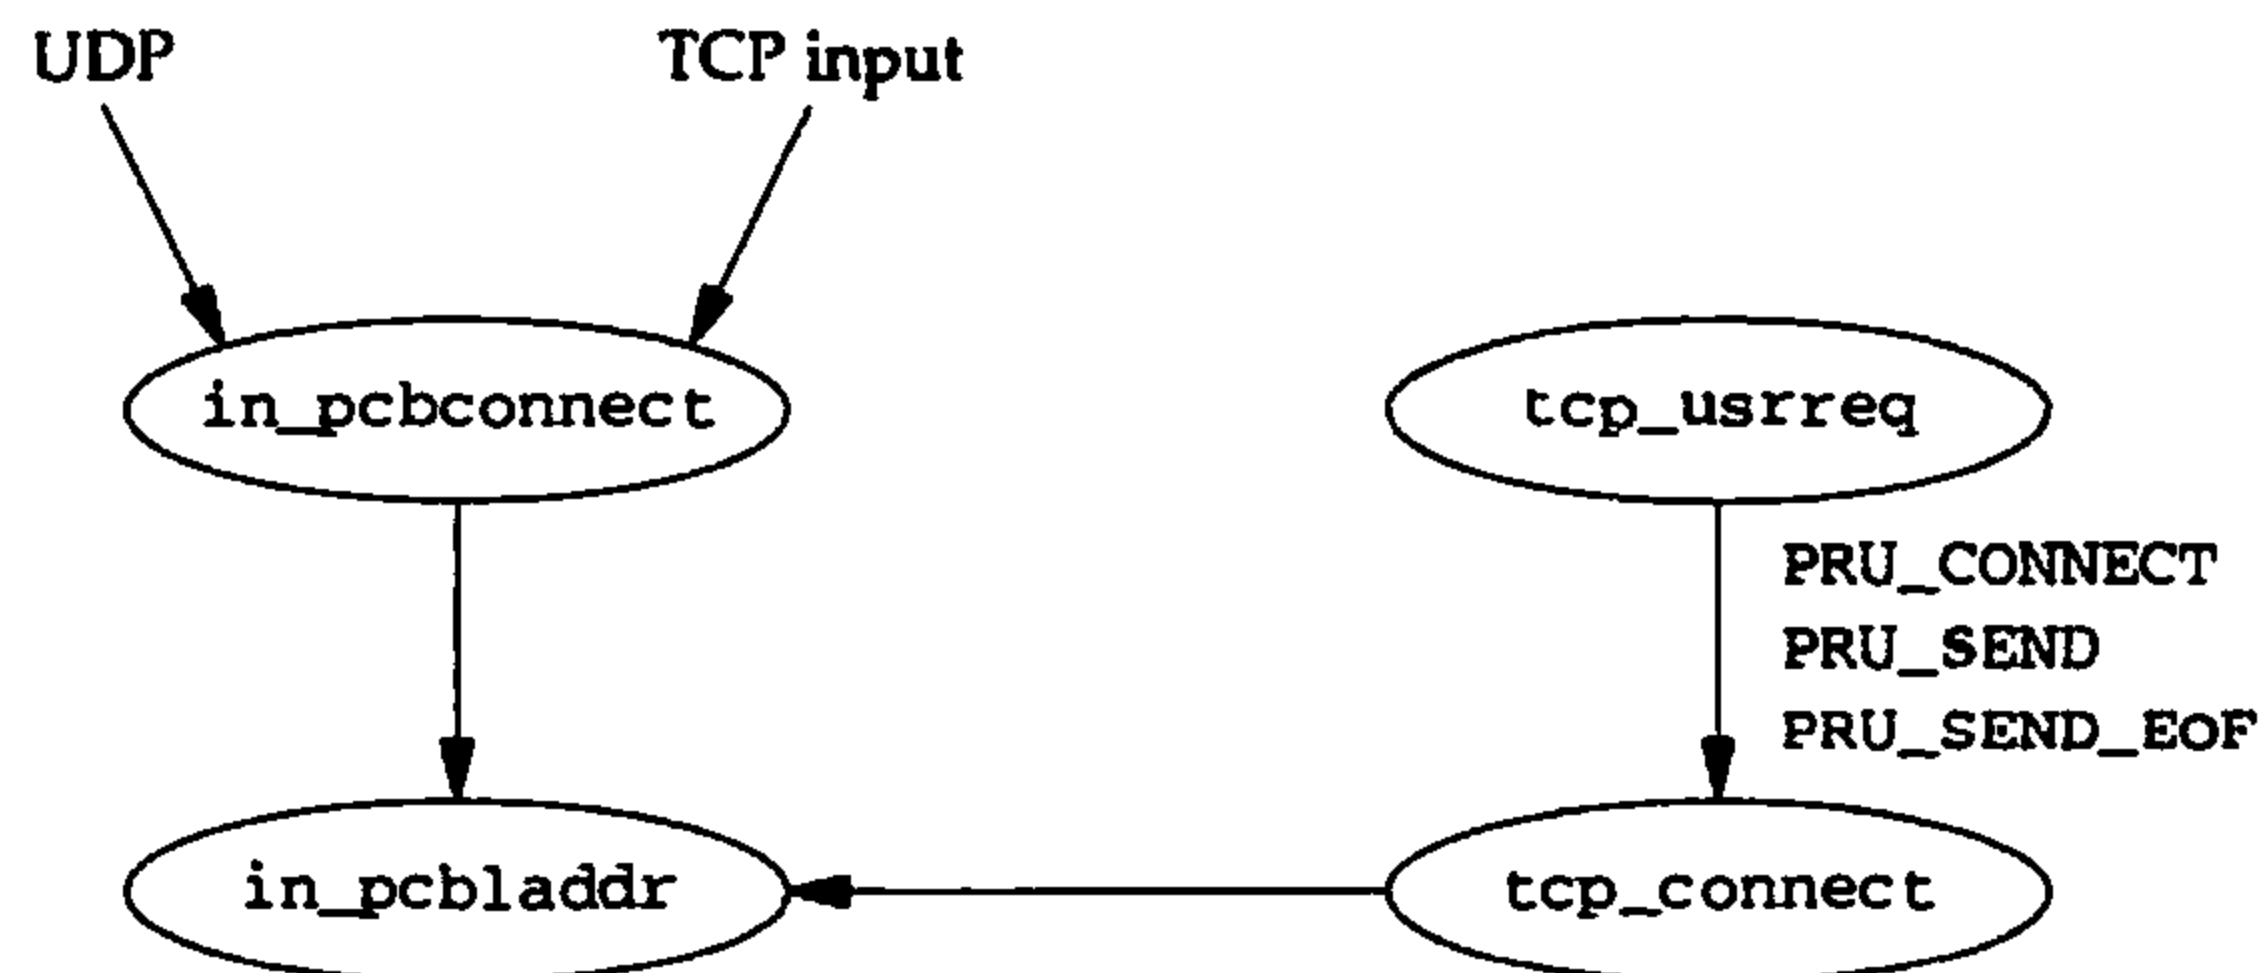 UDP
TCP input
in_pcbconnect
tcp_usrreq
PRU_CONNECT
PRU_SEND
PRU_SEND_EOF
in_pcbladdr
tcp_connect